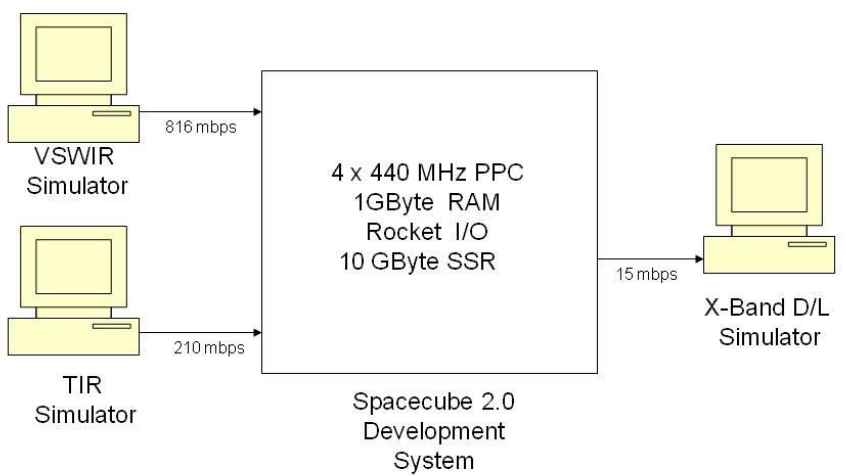 816 mbps
VSWIR
Simulator
4 x 440 MHz PPC
1GByte RAM
Rocket I/O
10 GByte SSR
15 mbps
X-Band D/L
Simulator
210 mbps
TIR
Simulator
Spacecube 2.0
Development
System